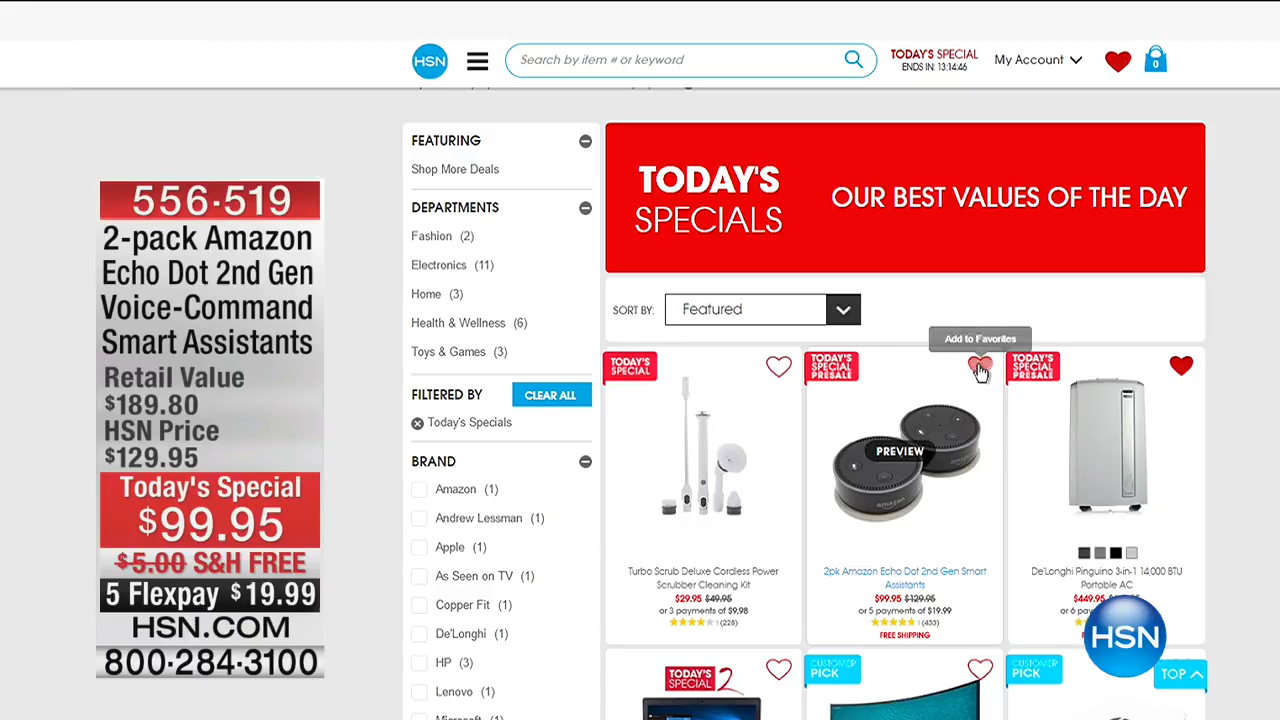 HSN
Search by item # or keyword
TODAY'S SPECIAL
ENDS IN: 13:14:46
My Account
0
556-519
2-pack Amazon
Echo Dot 2nd Gen
Voice-Command
Smart Assistants
Retail Value
$189.80
HSN Price
$129.95
Today's Special
$99.95
$5.00 S&H FREE
5 Flexpay $19.99
HSN.COM
800-284-3100
FEATURING
Shop More Deals
DEPARTMENTS
Fashion (2)
Electronics (11)
Home (3)
Health & Wellness (6)
Toys & Games (3)
FILTERED BY
CLEAR ALL
Today's Specials
BRAND
Amazon (1)
Andrew Lessman (1)
Apple (1)
As Seen on TV (1)
Copper Fit (1)
De'Longhi (1)
HP (3)
Lenovo (1)
Microsoft (1)
TODAY'S
SPECIALS
OUR BEST VALUES OF THE DAY
SORT BY:
Featured
Add to Favorites
TODAY'S
SPECIAL
Turbo Scrub Deluxe Cordless Power
Scrubber Cleaning Kit
$29.95 $49.95
or 3 payments of $9.98
(228)
TODAY'S
SPECIAL
PRESALE
PREVIEW
amazon
amazon
2pk Amazon Echo Dot 2nd Gen Smart
Assistants
$99.95 $129.95
or 5 payments of $19.99
(433)
FREE SHIPPING
TODAY'S
SPECIAL
PRESALE
De'Longhi Pinguino 3-in-1 14,000 BTU
Portable AC
$449.95
or 6 pa
HSN
TODAY'S
SPECIAL 2
CUSTOMER
PICK
CUSTOMER
PICK
TOP